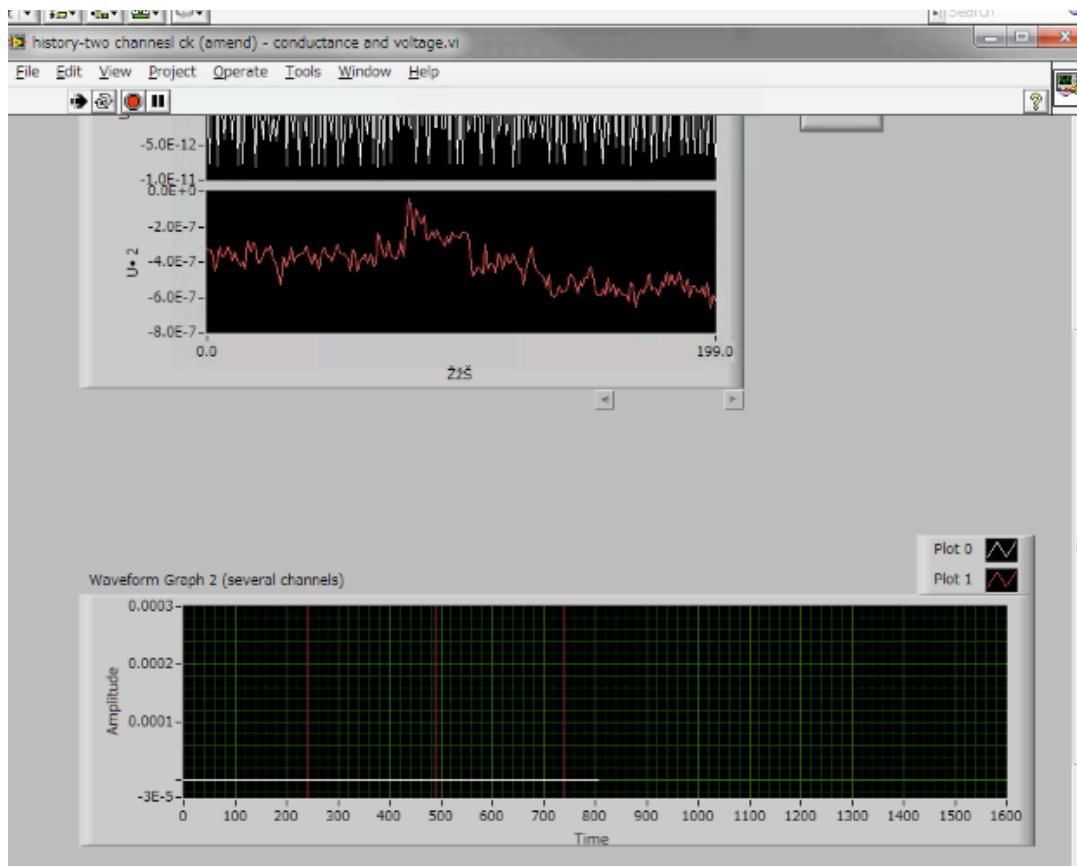 Search
history-two channesl ck (amend) - conductance and voltage.vi
File Edit View Project Operate Tools Window Help
-5.0E-12
-1.0E-11
0.0E+0
-2.0E-7
-4.0E-7
-6.0E-7
-8.0E-7
U• 2
0.0 199.0
ŽžŠ
Plot 0
Plot 1
Waveform Graph 2 (several channels)
0.0003
0.0002
0.0001
-3E-5
Amplitude
0 100 200 300 400 500 600 700 800 900 1000 1100 1200 1300 1400 1500 1600
Time